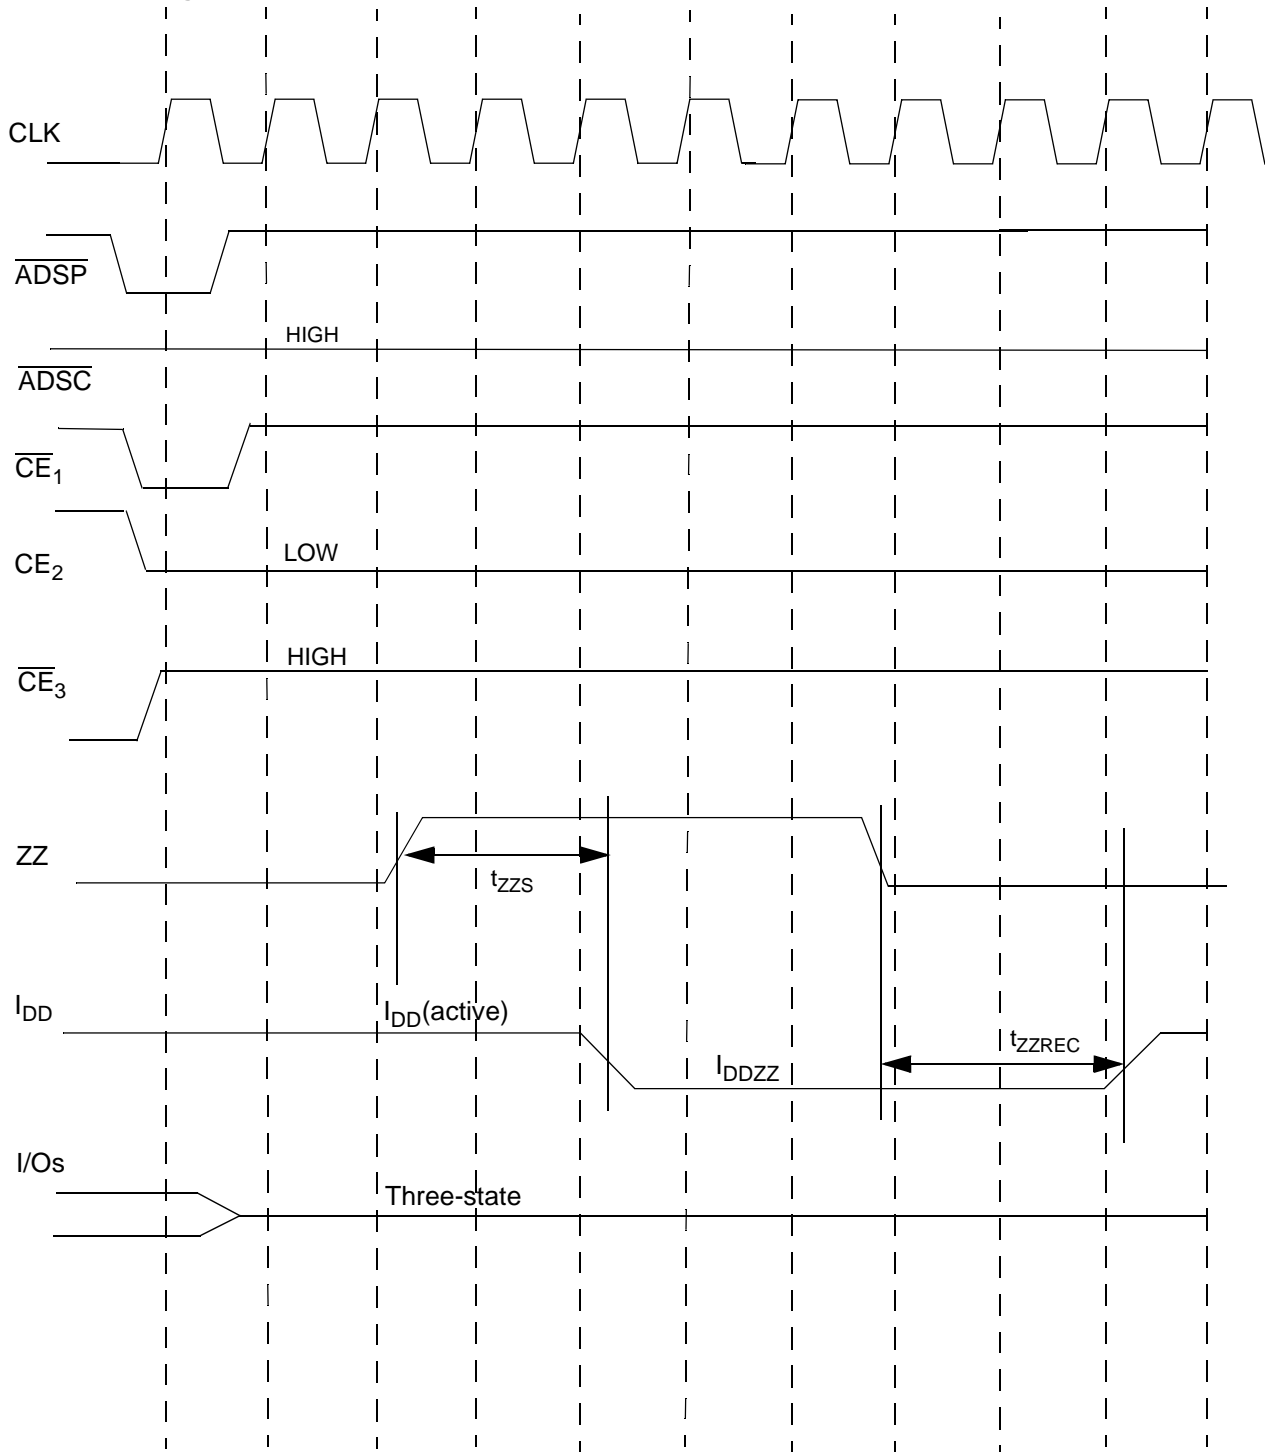 CLK
ADSP
HIGH
ADSC
CE1
LOW
CE2
HIGH
CE3
ZZ
tZZS
IDD
IDD(active)
tZZREC
IDDZZ
I/Os
Three-state